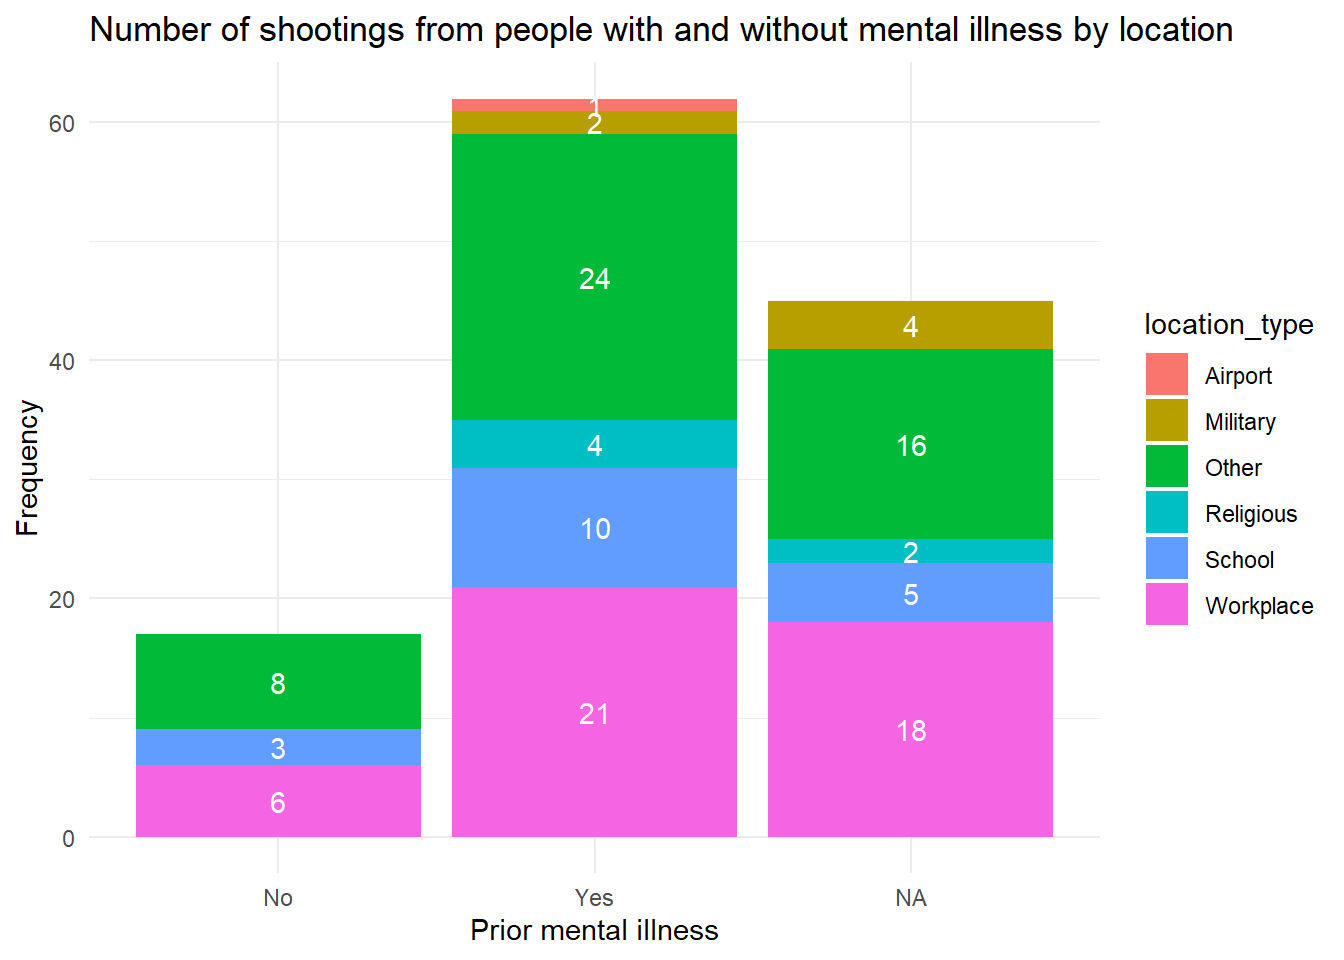 Number of shootings from people with and without mental illness by location
60
40
20
0
Frequency
8
3
6
1
2
24
4
10
21
4
16
2
5
18
No Yes NA
Prior mental illness
location_type
Airport
Military
Other
Religious
School
Workplace